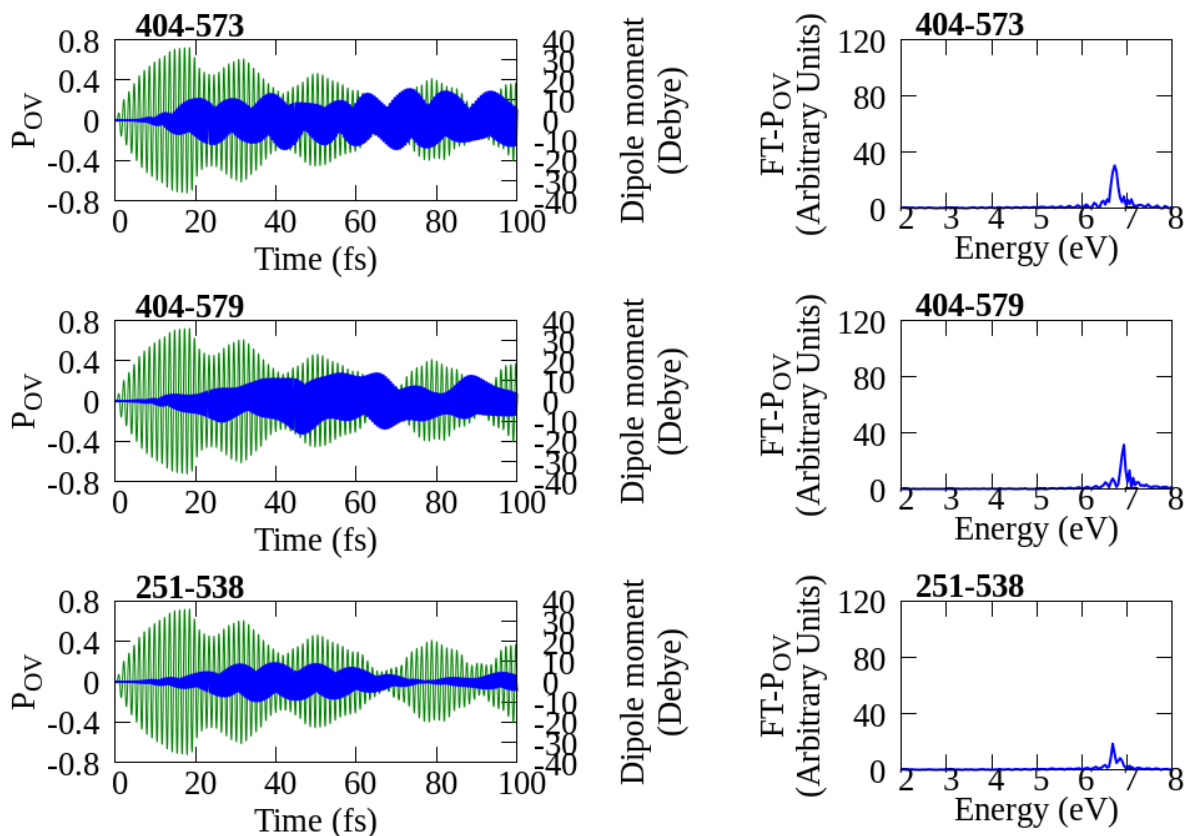 404-573
0.8
0.4
0
-0.4
-0.8
P_OV
0 20 40 60 80 100
Time (fs)
40
30
20
10
0
-10
-20
-30
-40
Dipole moment
(Debye)
404-573
120
80
40
0
FT-P_OV
(Arbitrary Units)
2 3 4 5 6 7 8
Energy (eV)
404-579
0.8
0.4
0
-0.4
-0.8
P_OV
0 20 40 60 80 100
Time (fs)
40
30
20
10
0
-10
-20
-30
-40
Dipole moment
(Debye)
404-579
120
80
40
0
FT-P_OV
(Arbitrary Units)
2 3 4 5 6 7 8
Energy (eV)
251-538
0.8
0.4
0
-0.4
-0.8
P_OV
0 20 40 60 80 100
Time (fs)
40
30
20
10
0
-10
-20
-30
-40
Dipole moment
(Debye)
251-538
120
80
40
0
FT-P_OV
(Arbitrary Units)
2 3 4 5 6 7 8
Energy (eV)